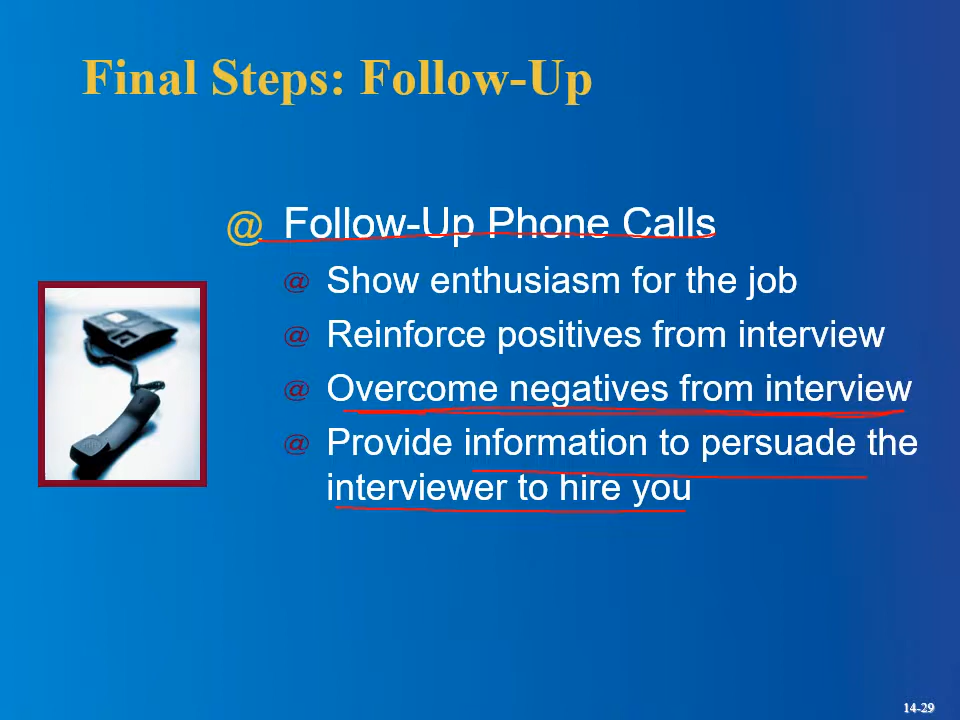 Final Steps: Follow-Up
@ Follow-Up Phone Calls
@ Show enthusiasm for the job
@ Reinforce positives from interview
@ Overcome negatives from interview
@ Provide information to persuade the
interviewer to hire you
14-29